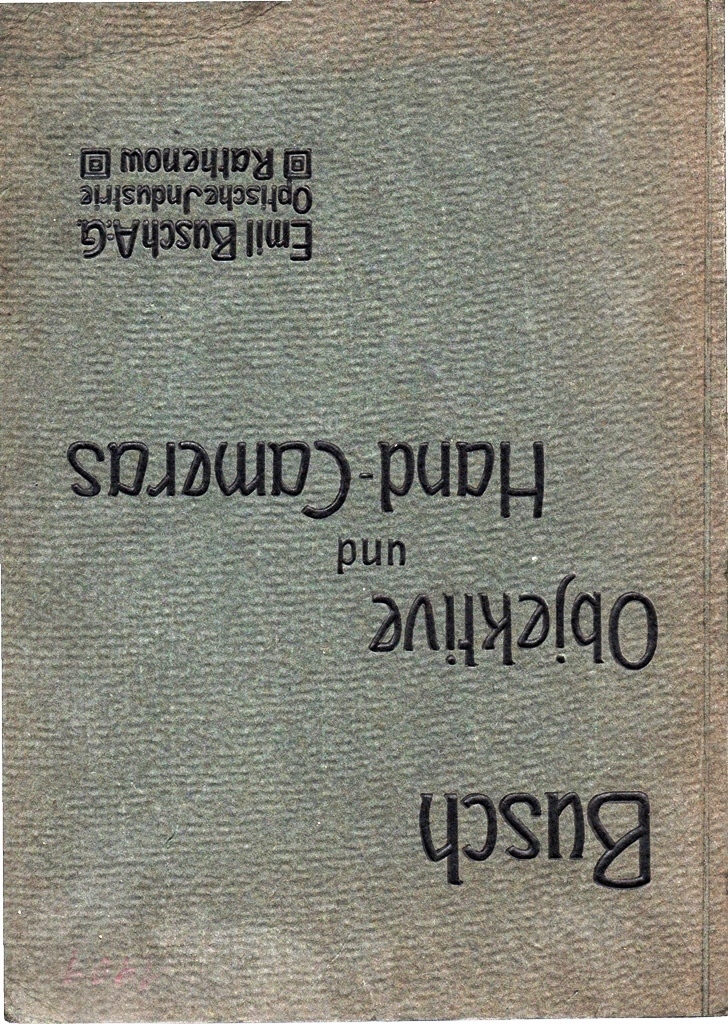 Busch
Objektive
und
Hand-Cameras
Emil Busch A:G.
Optische Industrie
Rathenow